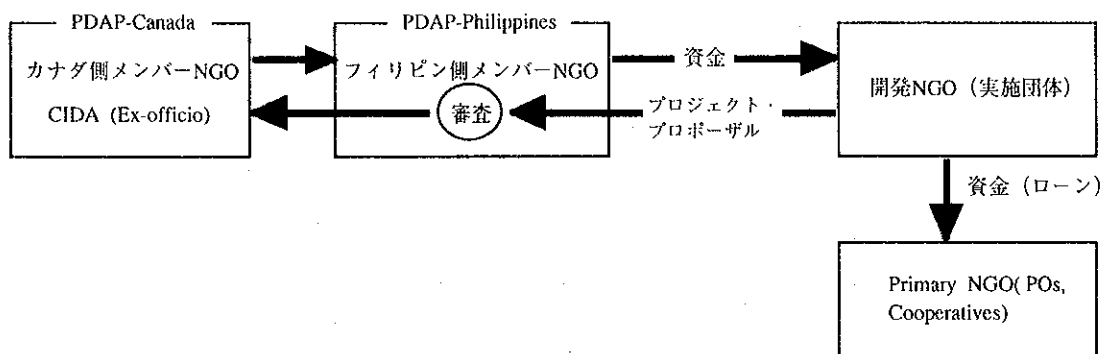 PDAP-Canada
カナダ側メンバーNGO
CIDA (Ex-officio)
PDAP-Philippines
フィリピン側メンバーNGO
審査
資金
プロジェクト・
プロポーザル
開発NGO（実施団体）
資金（ローン）
Primary NGO( POs,
Cooperatives)